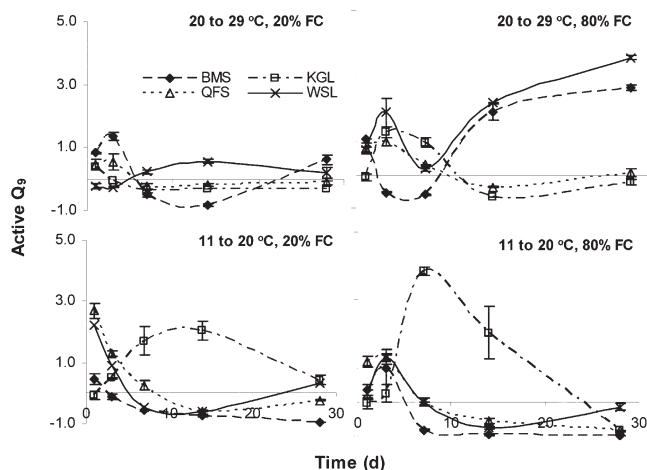 5.0
20 to 29 °C, 20% FC
20 to 29 °C, 80% FC
3.0
BMS
KGL
QFS
WSL
1.0
-1.0
Active Q9
5.0
11 to 20 °C, 20% FC
11 to 20 °C, 80% FC
3.0
1.0
-1.0
0
10
20
30
0
10
20
30
Time (d)